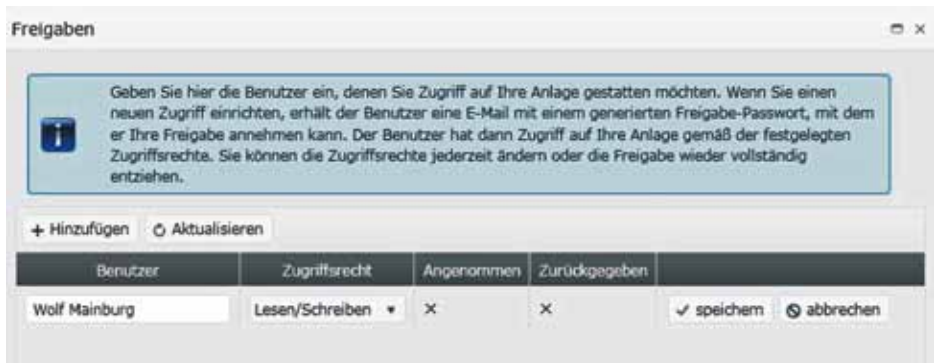 Freigaben
Geben Sie hier die Benutzer ein, denen Sie Zugriff auf Ihre Anlage gestatten möchten. Wenn Sie einen
neuen Zugriff einrichten, erhält der Benutzer eine E-Mail mit einem generierten Freigabe-Passwort, mit dem
er Ihre Freigabe annehmen kann. Der Benutzer hat dann Zugriff auf Ihre Anlage gemäß der festgelegten
Zugriffsrechte. Sie können die Zugriffsrechte jederzeit ändern oder die Freigabe wieder vollständig
entziehen.
+ Hinzufügen Aktualisieren
Benutzer Zugriffsrecht Angenommen Zurückgegeben
Wolf Mainburg Lesen/Schreiben speichern abbrechen